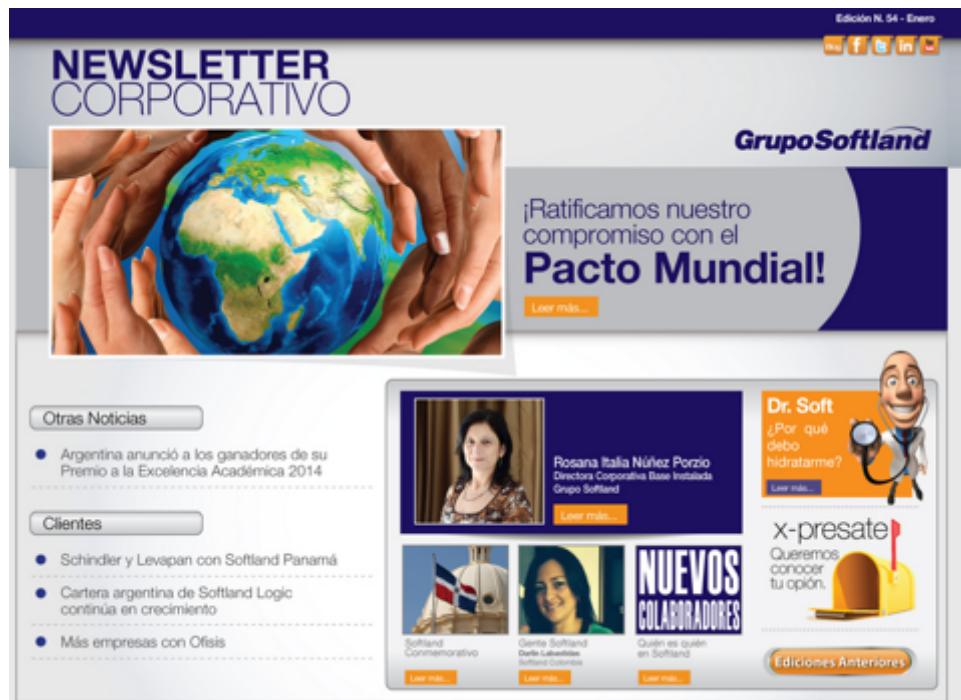 Edición N. 54 - Enero
Blog
NEWSLETTER
CORPORATIVO
GrupoSoftland
¡Ratificamos nuestro
compromiso con el
Pacto Mundial!
Leer más...
Otras Noticias
Argentina anunció a los ganadores de su
Premio a la Excelencia Académica 2014
Clientes
Schindler y Levapan con Softland Panamá
Cartera argentina de Softland Logic
continúa en crecimiento
Más empresas con Ofisis
Rosana Italia Núñez Porzio
Directora Corporativa Base Instalada
Grupo Softland
Leer más...
Softland
Conmemorativo
Leer más...
Gente Softland
Darlin Labastidas
Softland Colombia
Leer más...
NUEVOS
COLABORADORES
Quién es quién
en Softland
Leer más...
Dr. Soft
¿Por qué
debo
hidratarme?
Leer más...
x-presate
Queremos
conocer
tu opión.
Ediciones Anteriores